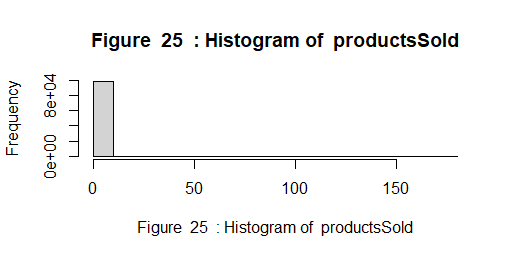 Figure 25 : Histogram of productsSold
Frequency
8e+04
0e+00
0 50 100 150
Figure 25 : Histogram of productsSold